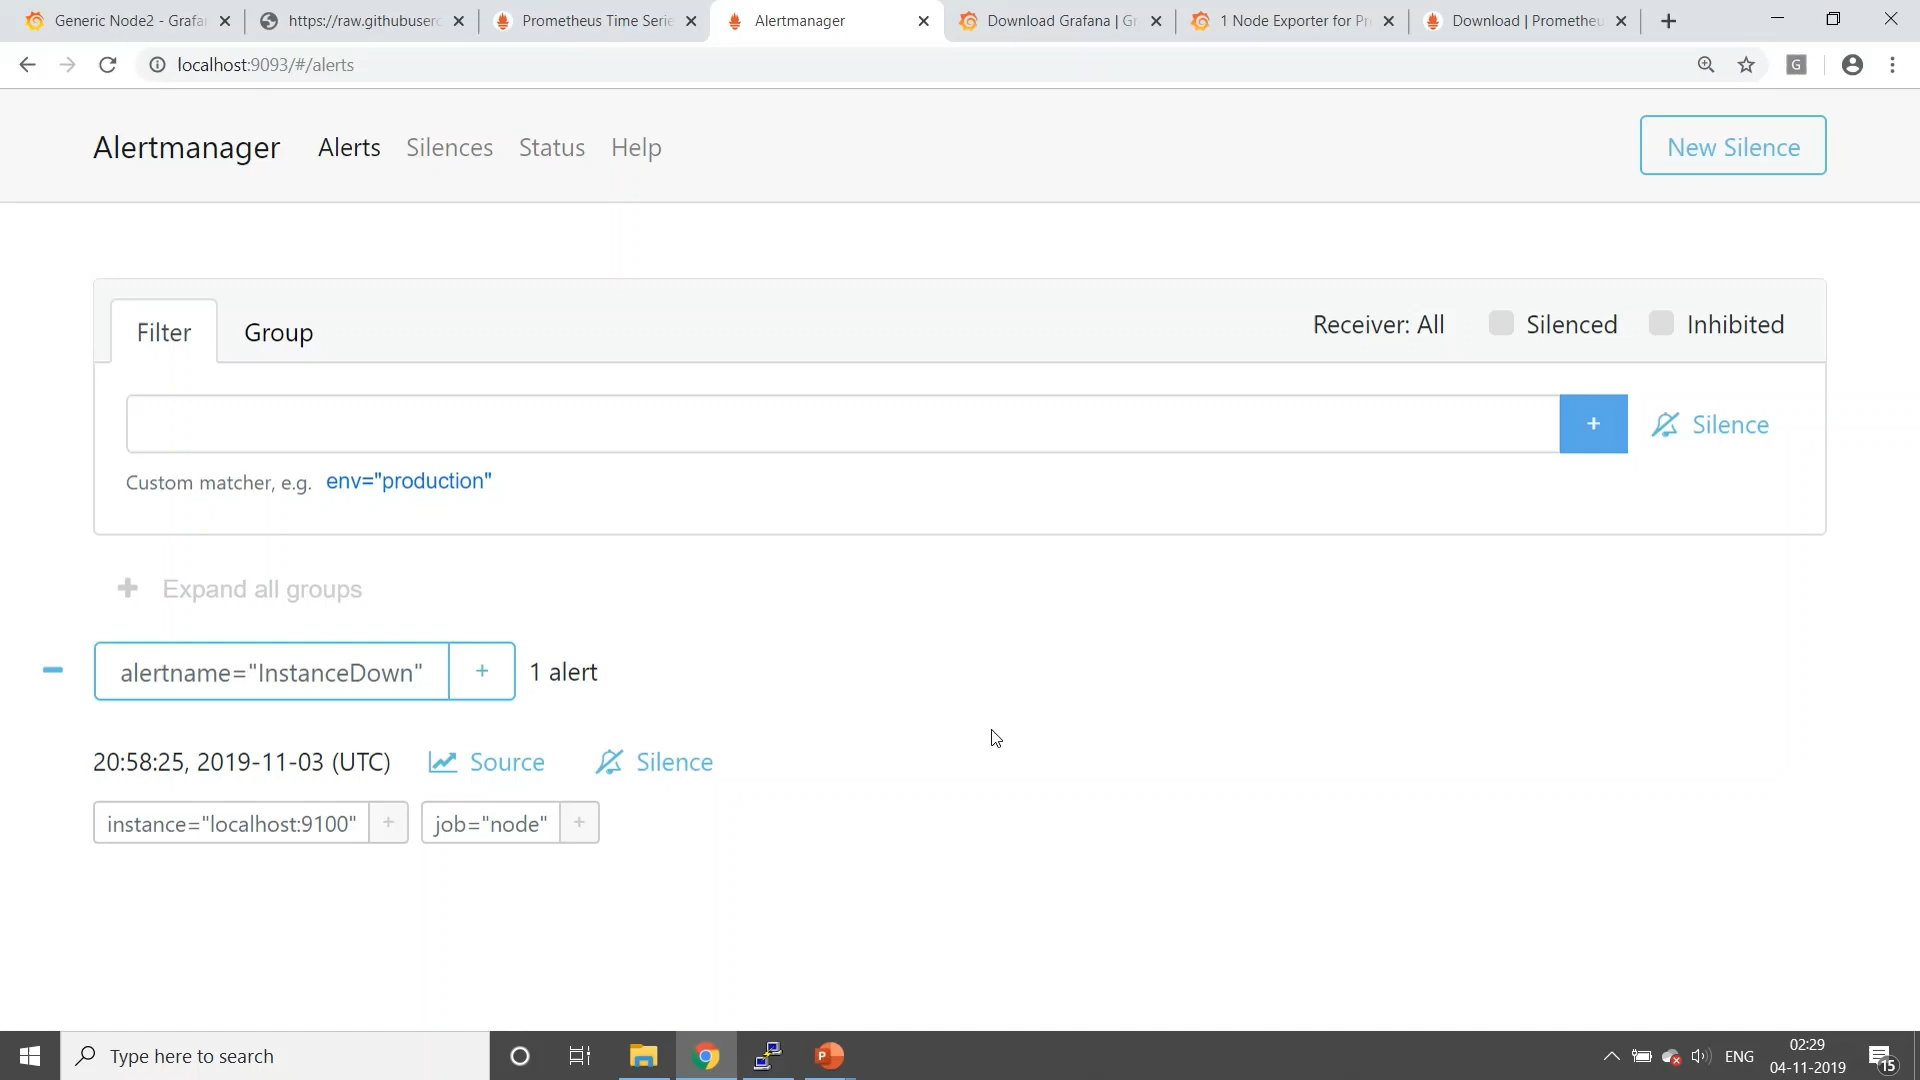 Generic Node2 - Grafan
https://raw.githubuserc
Prometheus Time Serie
Alertmanager
Download Grafana | Gr
1 Node Exporter for Pr
Download | Prometheu
localhost:9093/#/alerts
G
Alertmanager
Alerts
Silences
Status
Help
New Silence
Filter
Group
Receiver: All
Silenced
Inhibited
+
Silence
Custom matcher, e.g. env="production"
+ Expand all groups
- alertname="InstanceDown" + 1 alert
20:58:25, 2019-11-03 (UTC)
Source
Silence
instance="localhost:9100" +
job="node" +
Type here to search
P
ENG
02:29
04-11-2019
15